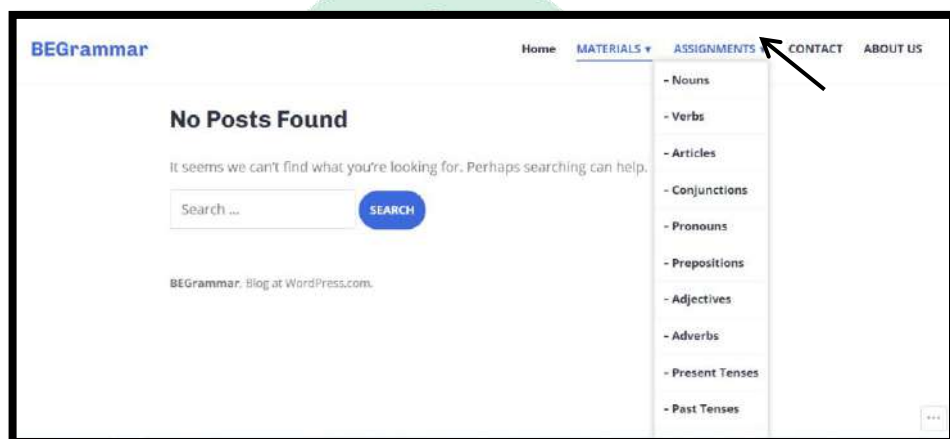 BEGrammar
Home MATERIALS ▾ ASSIGNMENTS ▾ CONTACT ABOUT US
No Posts Found
It seems we can't find what you're looking for. Perhaps searching can help.
Search ...
SEARCH
BEGrammar, Blog at WordPress.com.
- Nouns
- Verbs
- Articles
- Conjunctions
- Pronouns
- Prepositions
- Adjectives
- Adverbs
- Present Tenses
- Past Tenses